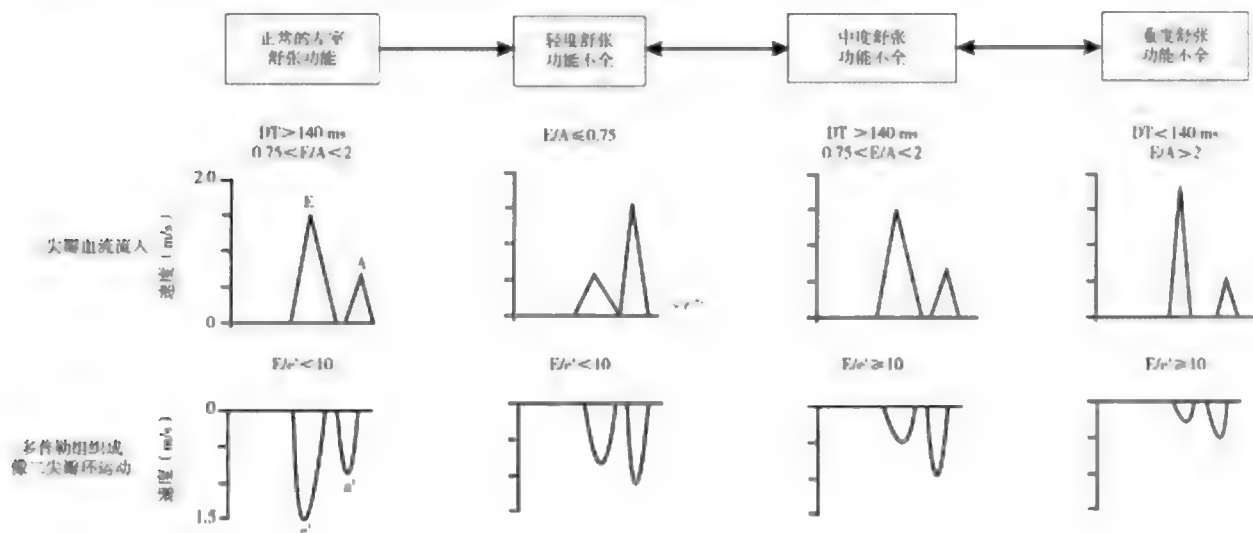 正常的左室
舒张功能
轻度舒张
功能不全
中度舒张
功能不全
重度舒张
功能不全
DT>140 ms
0.75<E/A<2
E/A≤0.75
DT >140 ms
0.75<E/A<2
DT<140 ms
E/A>2
尖瓣血流流入
速度（m/s）
2.0
0
E
A
E/e'<10
E/e'<10
E/e'≥10
E/e'≥10
多普勒组织成
像二尖瓣环运动
速度（m/s）
0
1.5
e'
a'